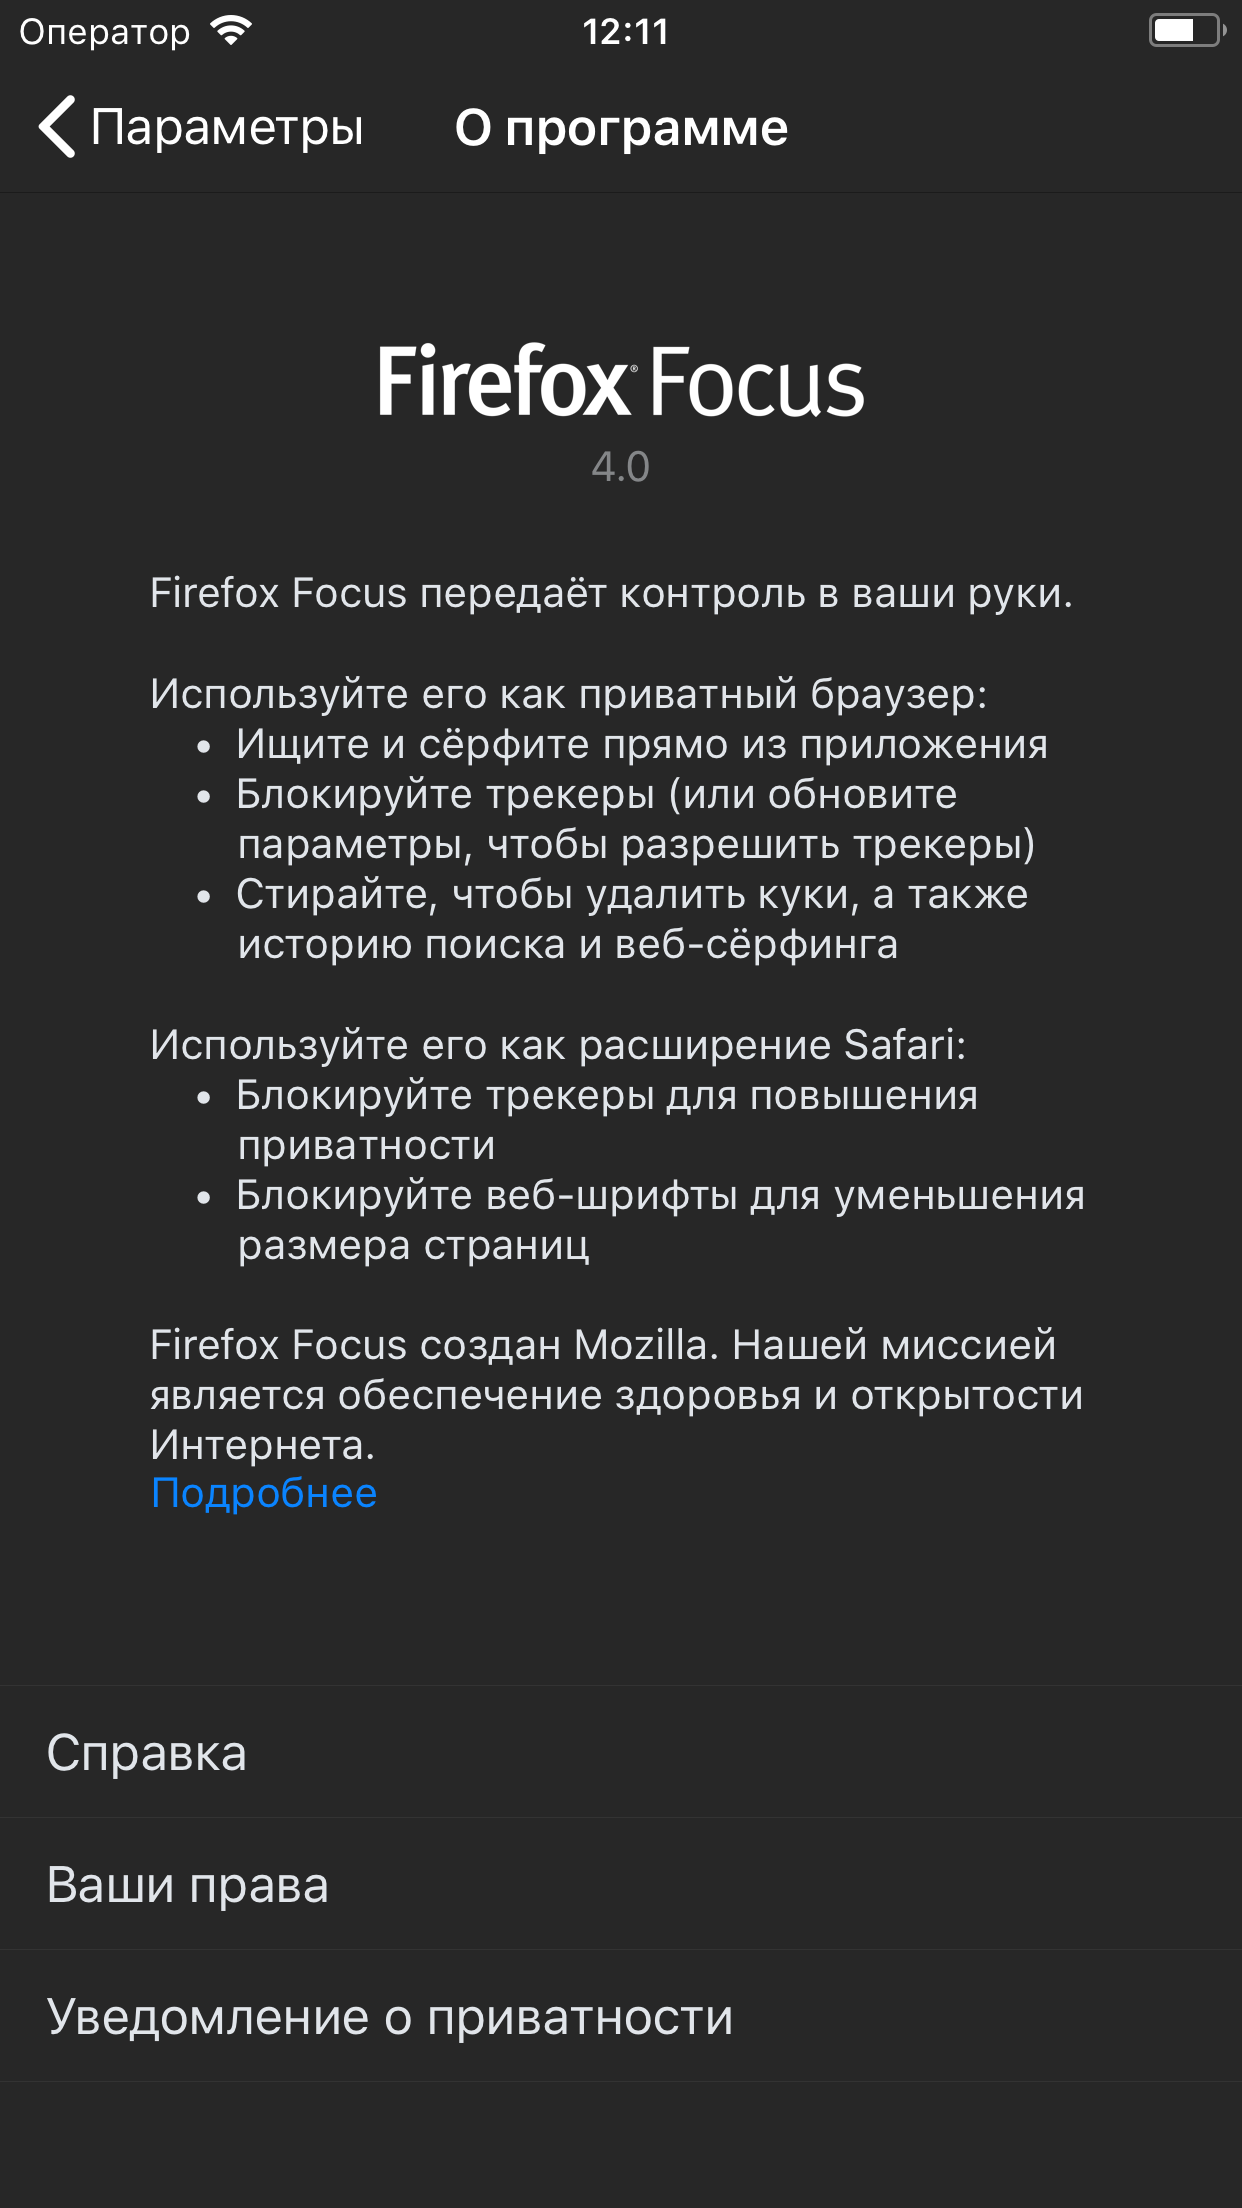 Оператор 12:11
Параметры О программе
Firefox® Focus
4.0
Firefox Focus передаёт контроль в ваши руки.
Используйте его как приватный браузер:
• Ищите и сёрфите прямо из приложения
• Блокируйте трекеры (или обновите
параметры, чтобы разрешить трекеры)
• Стирайте, чтобы удалить куки, а также
историю поиска и веб-сёрфинга
Используйте его как расширение Safari:
• Блокируйте трекеры для повышения
приватности
• Блокируйте веб-шрифты для уменьшения
размера страниц
Firefox Focus создан Mozilla. Нашей миссией
является обеспечение здоровья и открытости
Интернета.
Подробнее
Справка
Ваши права
Уведомление о приватности